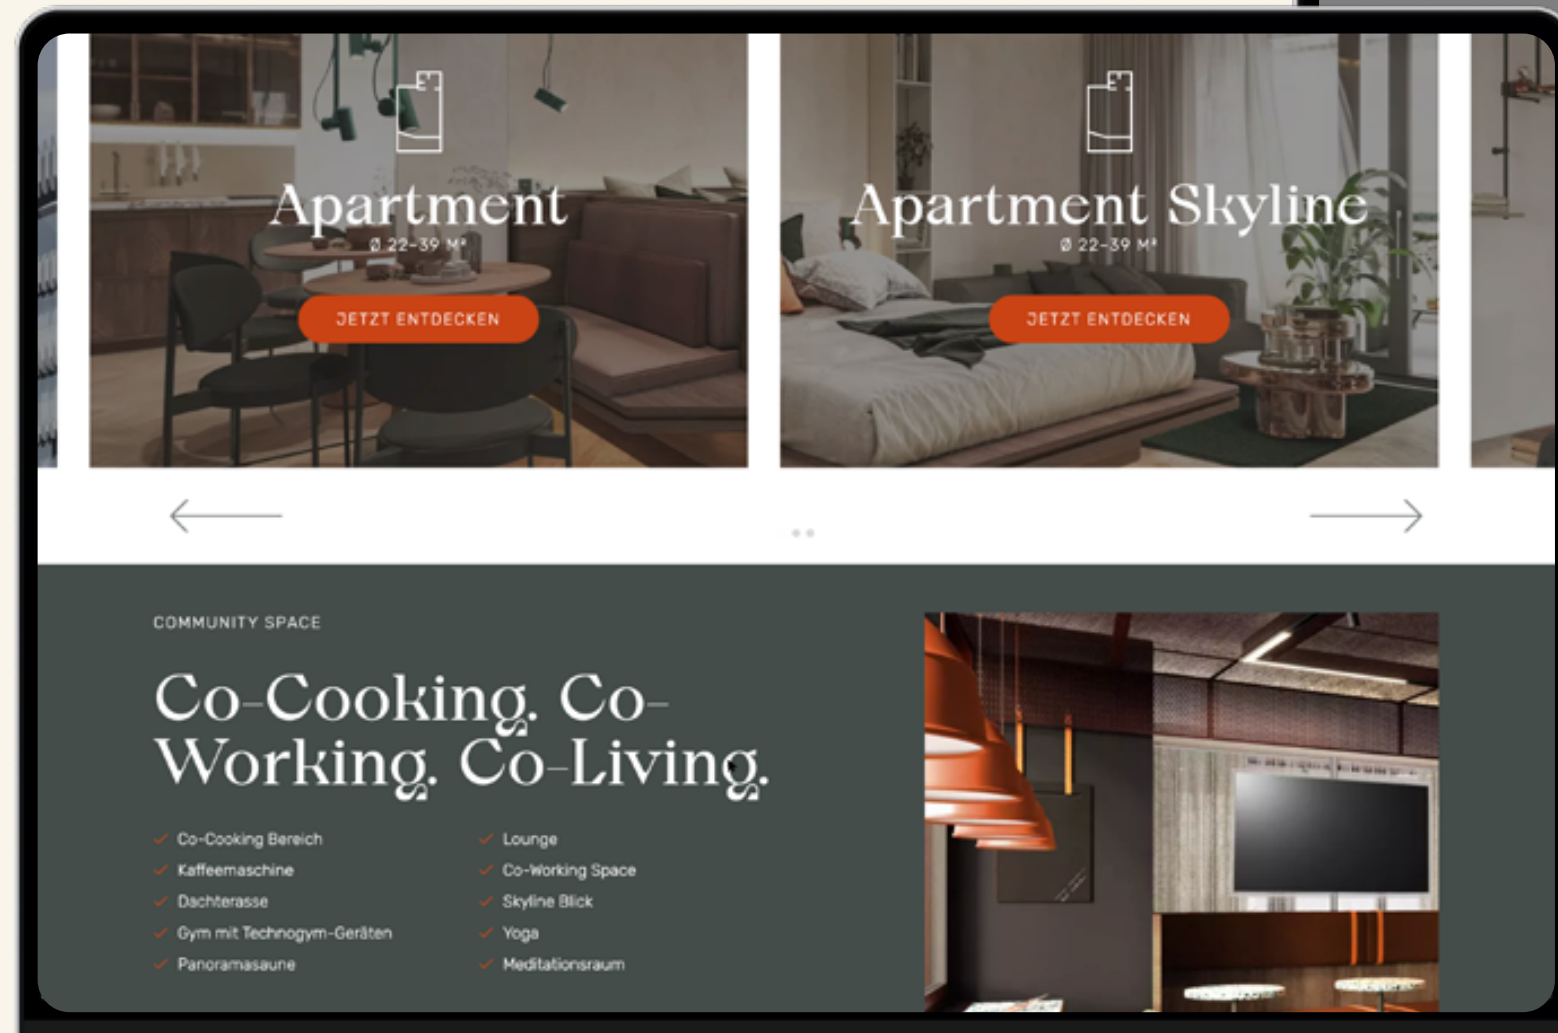 Apartment
Ø 22–39 M²
JETZT ENTDECKEN
Apartment Skyline
Ø 22–39 M²
JETZT ENTDECKEN
COMMUNITY SPACE
Co-Cooking. Co-
Working. Co-Living.
Co-Cooking Bereich
Kaffeemaschine
Dachterasse
Gym mit Technogym-Geräten
Panoramasaune
Lounge
Co-Working Space
Skyline Blick
Yoga
Meditationsraum